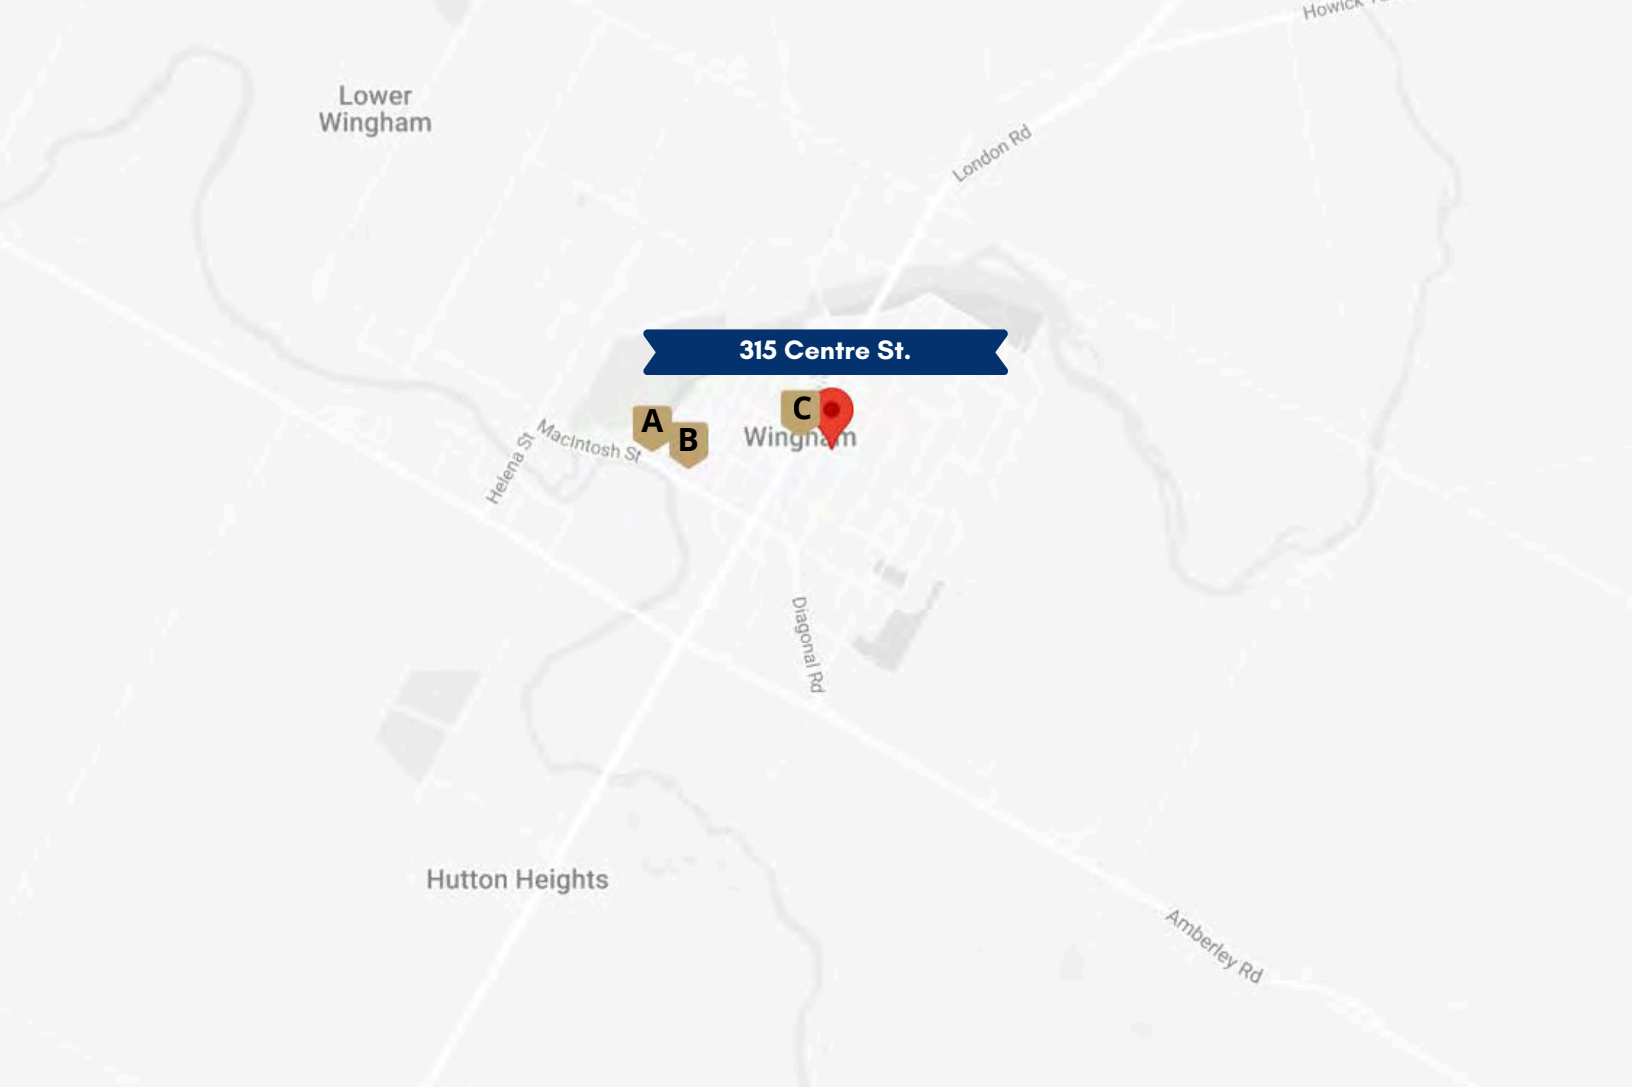 Howick
Lower
Wingham
London Rd
315 Centre St.
A
B
C
Wingham
MacIntosh St
Helena St
Diagonal Rd
Hutton Heights
Amberley Rd